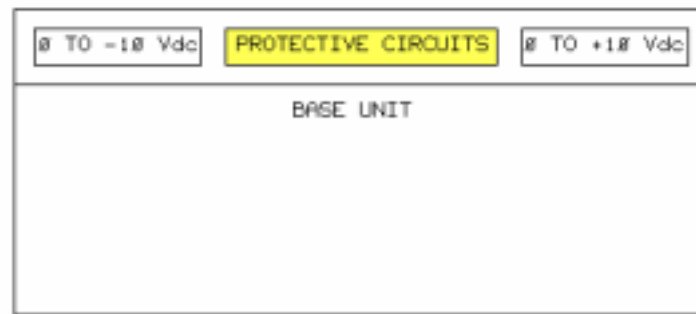 0 TO -10 Vdc
PROTECTIVE CIRCUITS
0 TO +10 Vdc
BASE UNIT